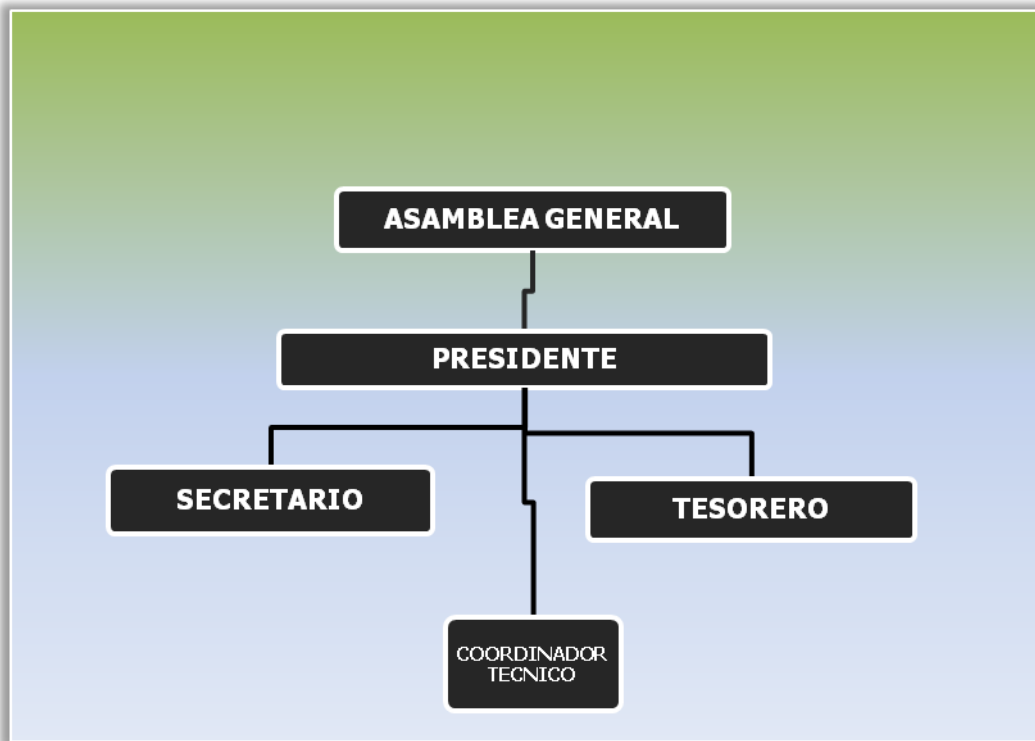 ASAMBLEA GENERAL
PRESIDENTE
SECRETARIO
TESORERO
COORDINADOR
TECNICO